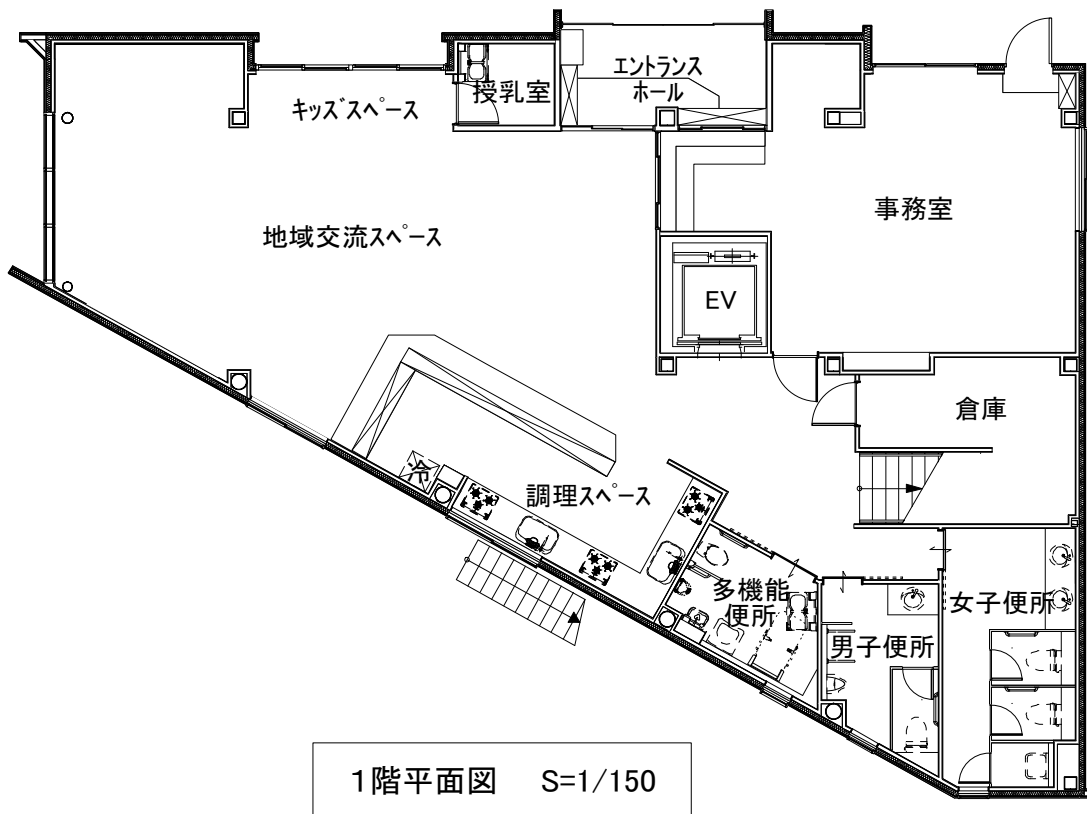 エントランス
ホール
授乳室
キッズスペース
事務室
地域交流スペース
EV
倉庫
冷
調理スペース
多機能
便所
女子便所
男子便所
1階平面図 S=1/150